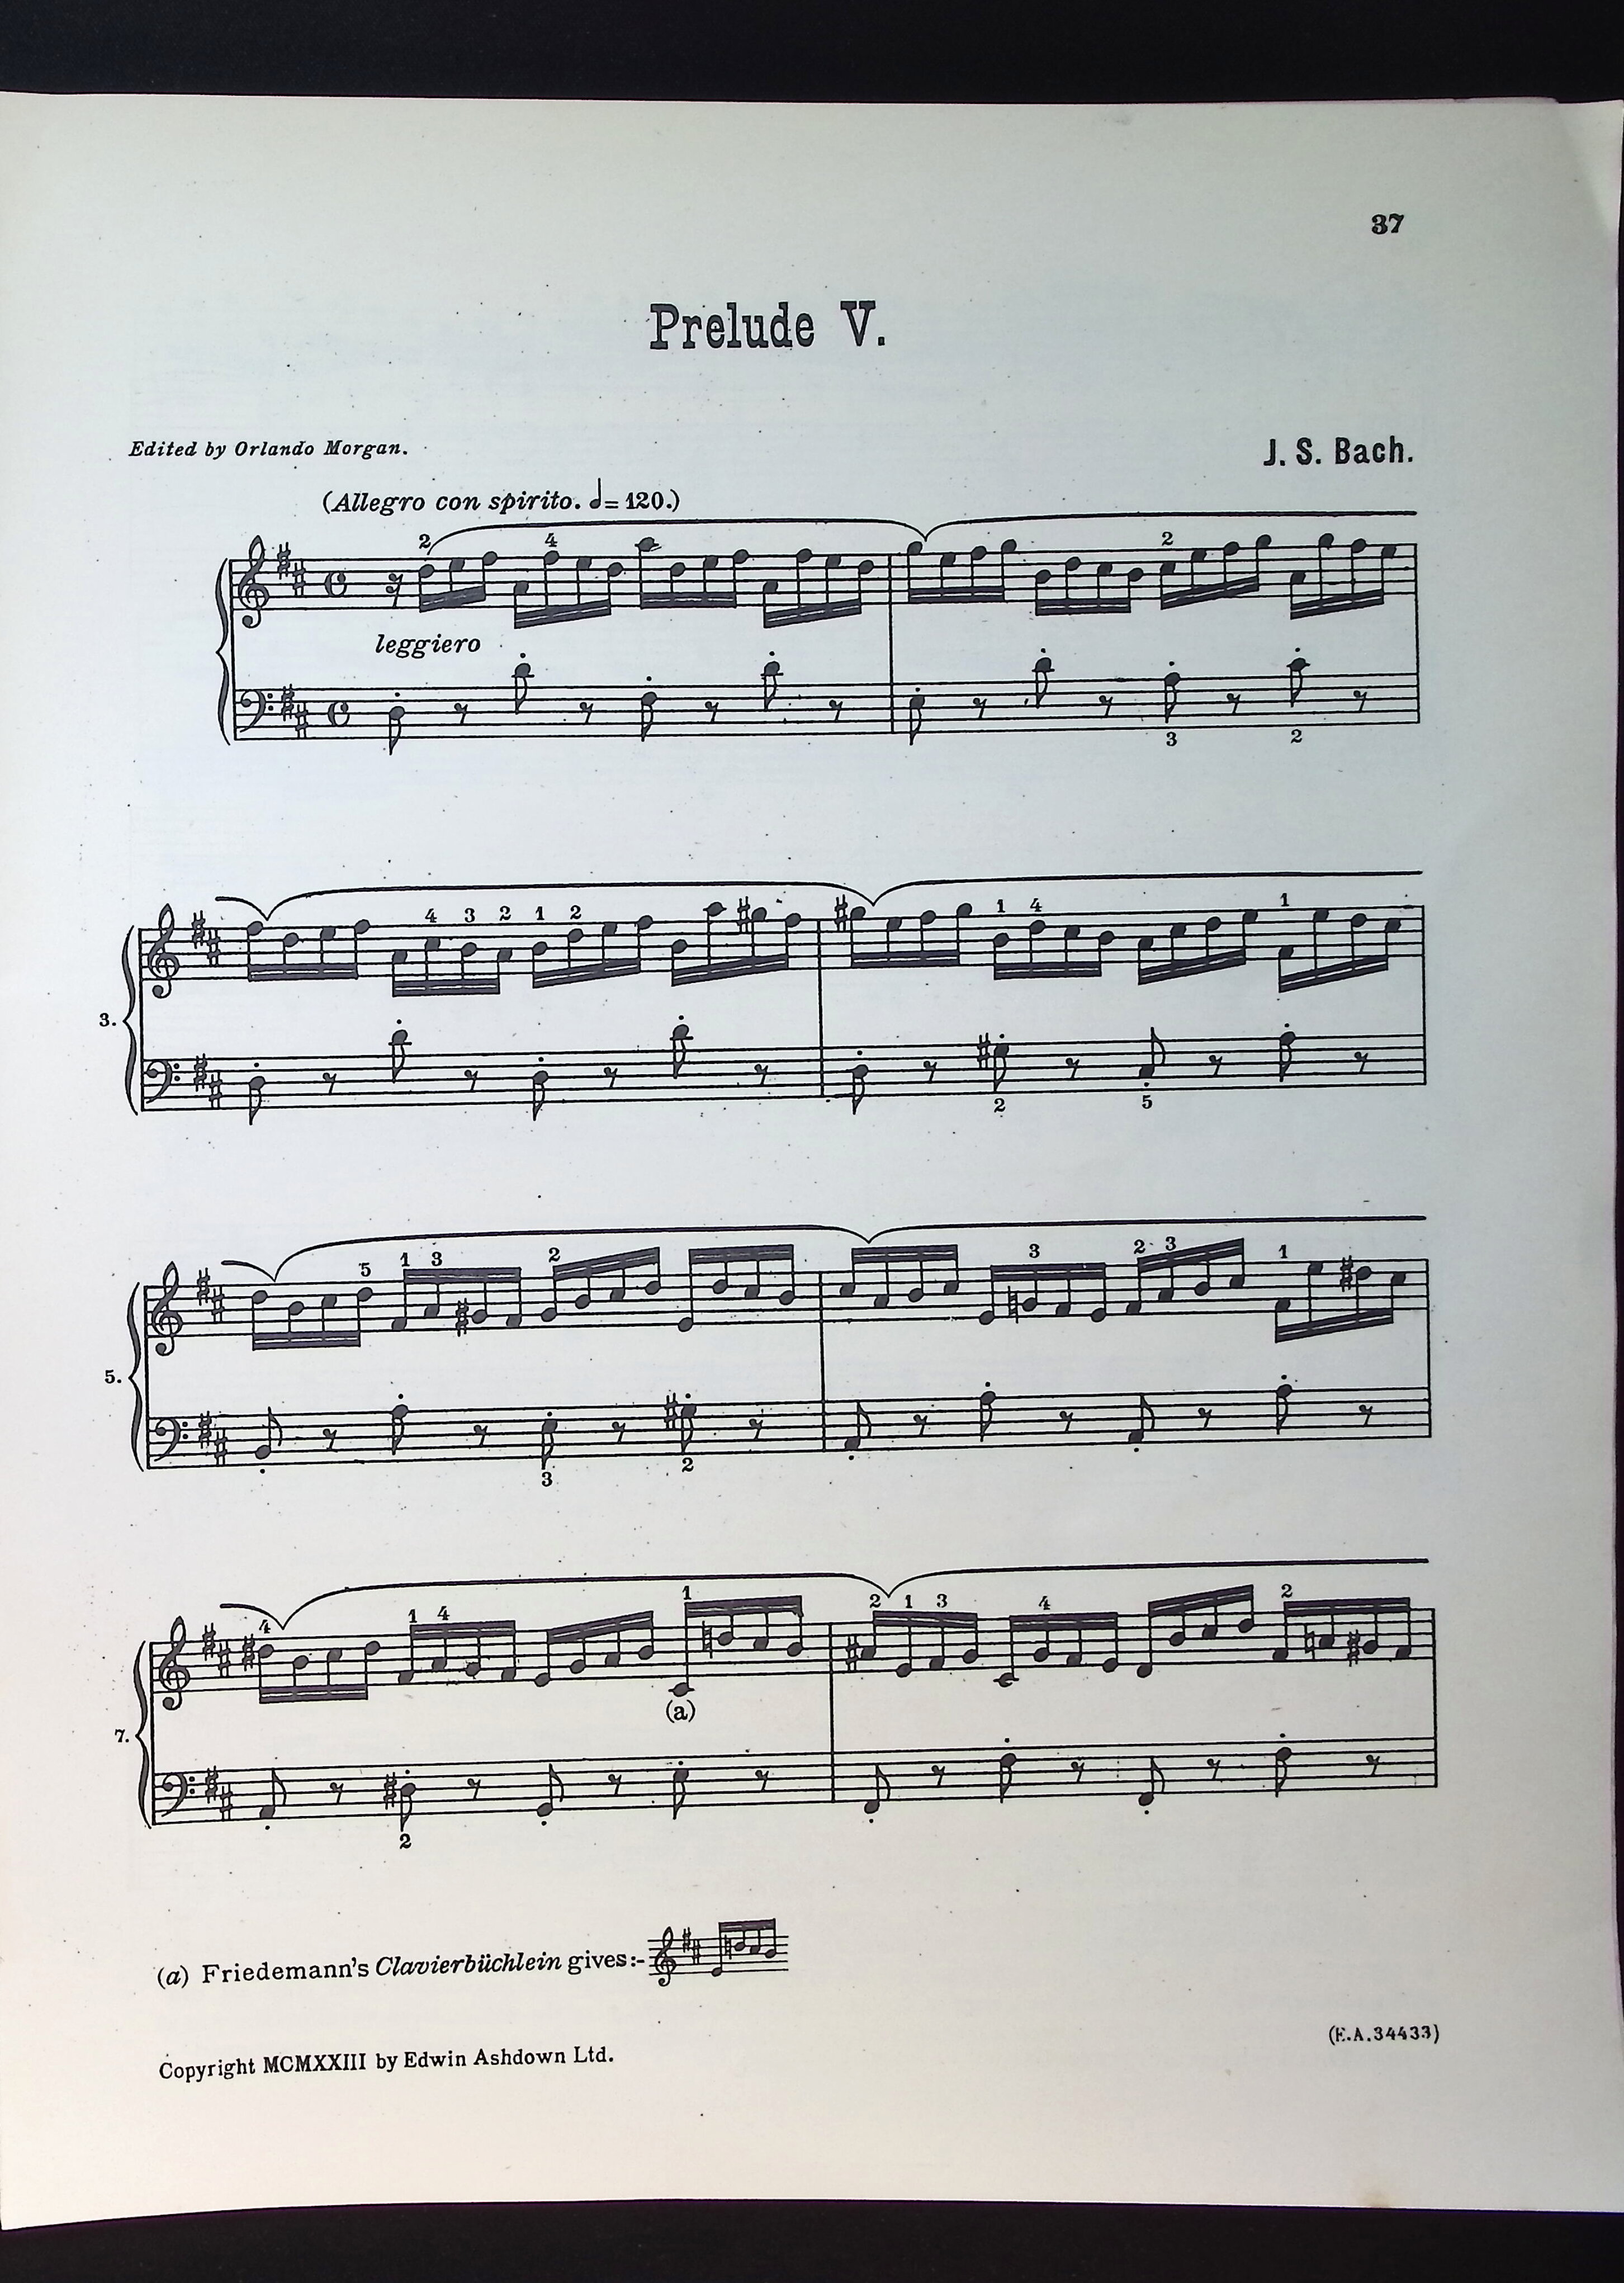 37
Prelude V.
Edited by Orlando Morgan.
J. S. Bach.
(Allegro con spirito. 𝅗𝅥 = 120.)
2 4 2
leggiero
3 2
4 3 2 1 2 1 4 1
3.
2 5
5 1 3 2 3 2 3 1
5.
3 2
4 1 4 1 2 1 3 4 2
(a)
7.
2
(a) Friedemann's Clavierbüchlein gives:-
(E.A.34433)
Copyright MCMXXIII by Edwin Ashdown Ltd.